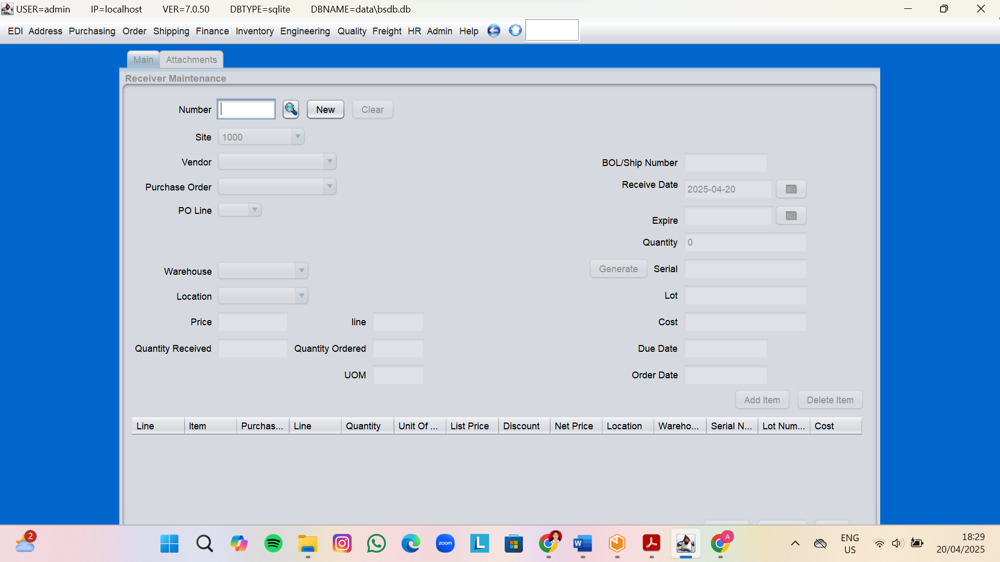 USER=admin IP=localhost VER=7.0.50 DBTYPE=sqlite DBNAME=data\bsdb.db
EDI Address Purchasing Order Shipping Finance Inventory Engineering Quality Freight HR Admin Help
Main Attachments
Receiver Maintenance
Number New Clear
Site 1000
Vendor
BOL/Ship Number
Purchase Order
Receive Date 2025-04-20
PO Line
Expire
Quantity 0
Warehouse
Generate Serial
Location
Lot
Price line
Cost
Quantity Received Quantity Ordered
Due Date
UOM
Order Date
Add Item Delete Item
Line Item Purchas... Line Quantity Unit Of ... List Price Discount Net Price Location Wareho... Serial N... Lot Num... Cost
2
zoom
L
W
A
ENG
US
18:29
20/04/2025